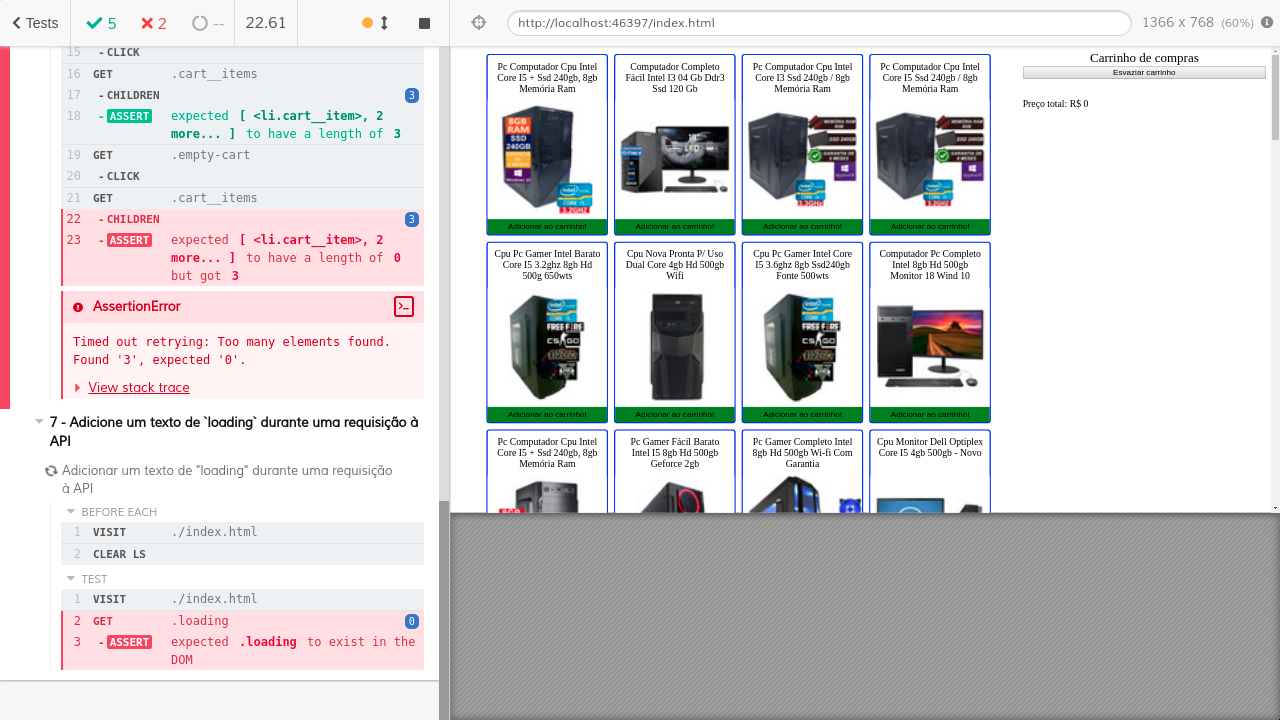 Tests
5
2
--
22.61
http://localhost:46397/index.html
1366 x 768 (60%)
15 -CLICK
16 GET .cart__items
17 -CHILDREN 3
18 -ASSERT expected [ <li.cart__item>, 2
more... ] to have a length of 3
19 GET .empty-cart
20 -CLICK
21 GET .cart__items
22 -CHILDREN 3
23 -ASSERT expected [ <li.cart__item>, 2
more... ] to have a length of 0
but got 3
AssertionError
Timed out retrying: Too many elements found.
Found '3', expected '0'.
View stack trace
7 - Adicione um texto de `loading` durante uma requisição à
API
Adicionar um texto de "loading" durante uma requisição
à API
BEFORE EACH
1 VISIT ./index.html
2 CLEAR LS
TEST
1 VISIT ./index.html
2 GET .loading 0
3 -ASSERT expected .loading to exist in the
DOM
Pc Computador Cpu Intel
Core I5 + Ssd 240gb, 8gb
Memória Ram
8GB
RAM
SSD
240GB
3.2GHZ
Adicionar ao carrinho!
Computador Completo
Fácil Intel I3 04 Gb Ddr3
Ssd 120 Gb
Adicionar ao carrinho!
Pc Computador Cpu Intel
Core I3 Ssd 240gb / 8gb
Memória Ram
Adicionar ao carrinho!
Pc Computador Cpu Intel
Core I5 Ssd 240gb / 8gb
Memória Ram
Adicionar ao carrinho!
Cpu Pc Gamer Intel Barato
Core I5 3.2ghz 8gb Hd
500g 650wts
FREE FIRE
CS:GO
Adicionar ao carrinho!
Cpu Nova Pronta P/ Uso
Dual Core 4gb Hd 500gb
Wifi
Adicionar ao carrinho!
Cpu Pc Gamer Intel Core
I5 3.6ghz 8gb Ssd240gb
Fonte 500wts
FREE FIRE
CS:GO
Adicionar ao carrinho!
Computador Pc Completo
Intel 8gb Hd 500gb
Monitor 18 Wind 10
Adicionar ao carrinho!
Pc Computador Cpu Intel
Core I5 + Ssd 240gb, 8gb
Memória Ram
Pc Gamer Fácil Barato
Intel I5 8gb Hd 500gb
Geforce 2gb
Pc Gamer Completo Intel
8gb Hd 500gb Wi-fi Com
Garantia
Cpu Monitor Dell Optiplex
Core I5 4gb 500gb - Novo
Carrinho de compras
Esvaziar carrinho
Preço total: R$ 0